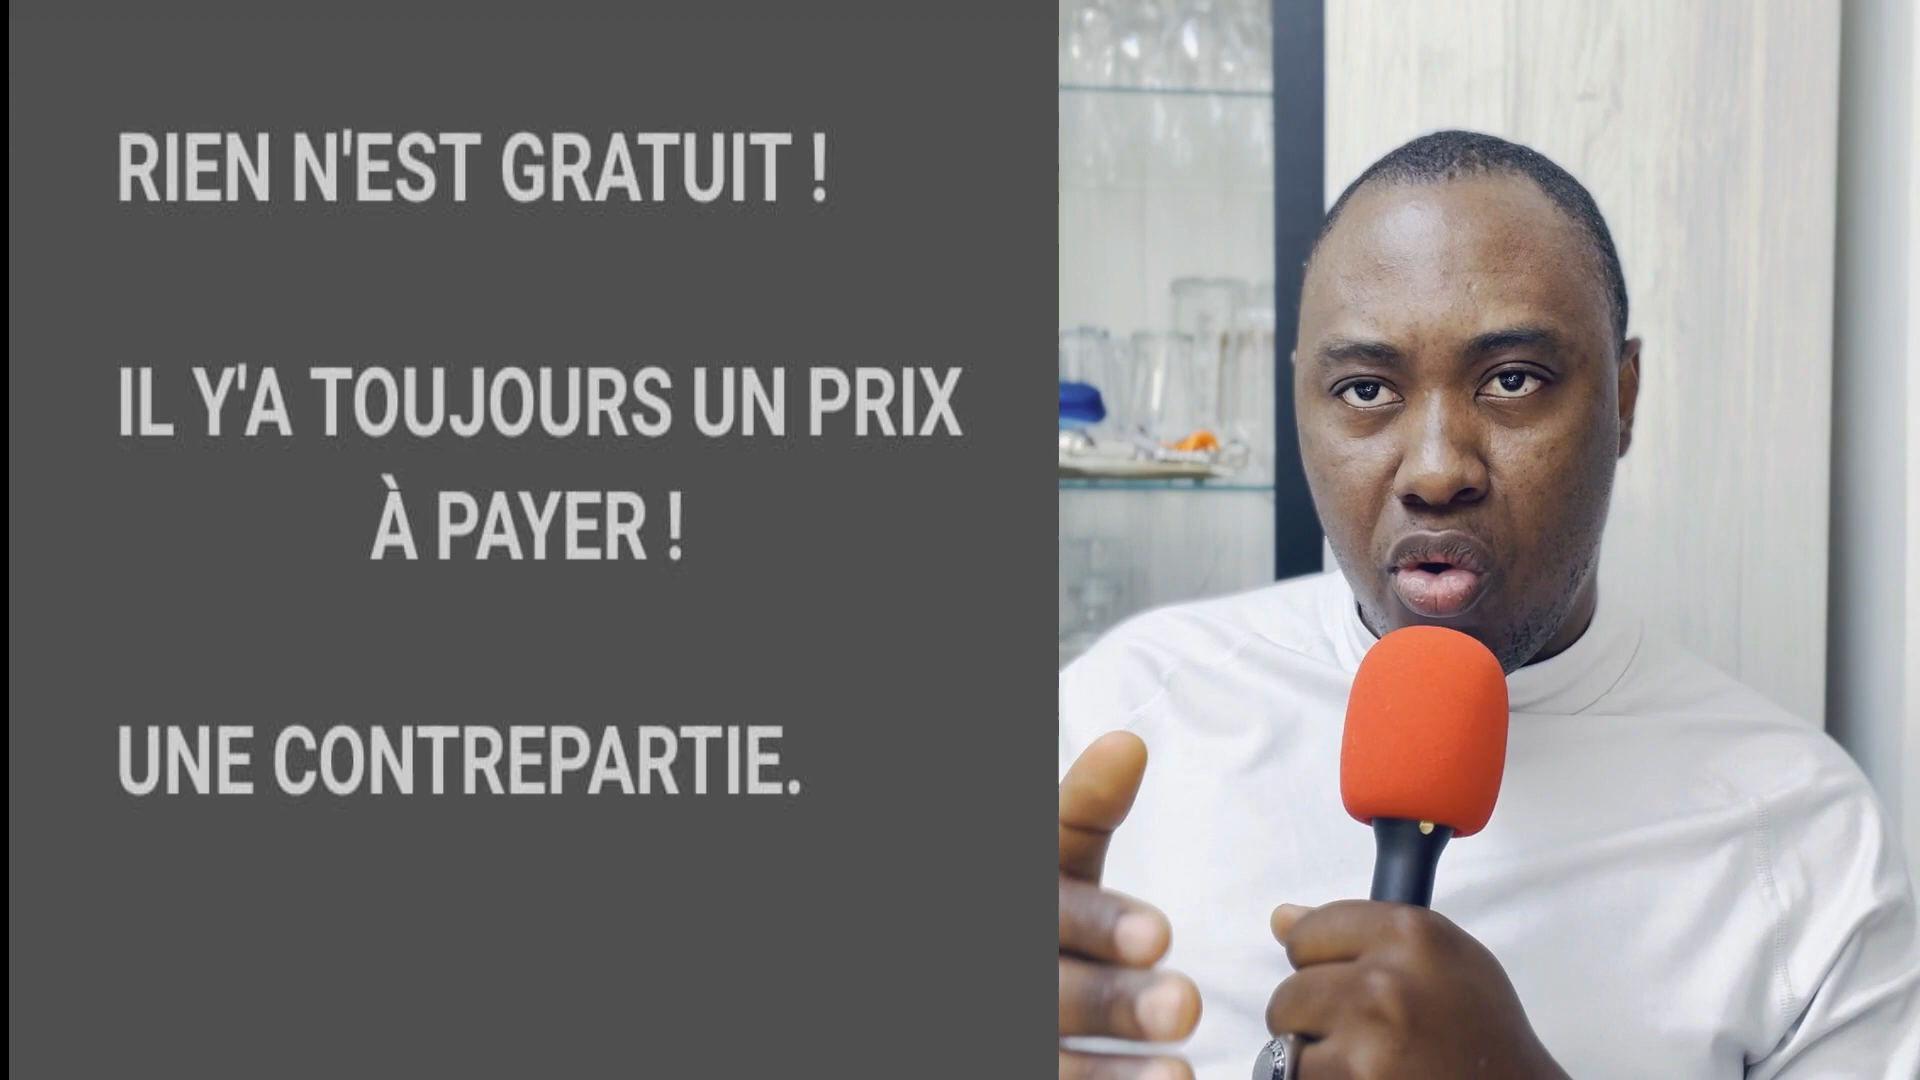 RIEN N'EST GRATUIT !
IL Y'A TOUJOURS UN PRIX
À PAYER !
UNE CONTREPARTIE.